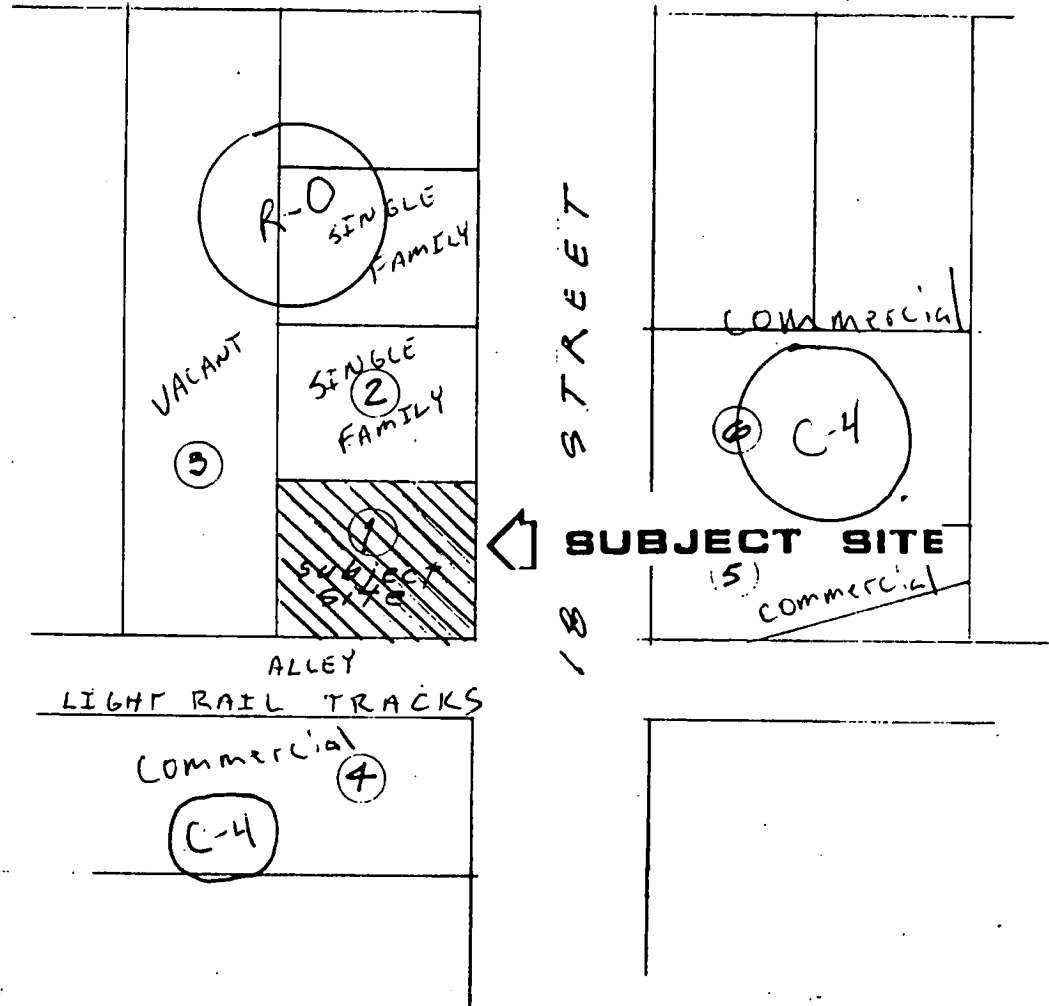 R-O
SINGLE
FAMILY
VACANT
3
SINGLE
2
FAMILY
1
SUBJECT
SITE
18 STREET
commercial
6
C-4
SUBJECT SITE
(5)
commercial
ALLEY
LIGHT RAIL TRACKS
Commercial
4
C-4